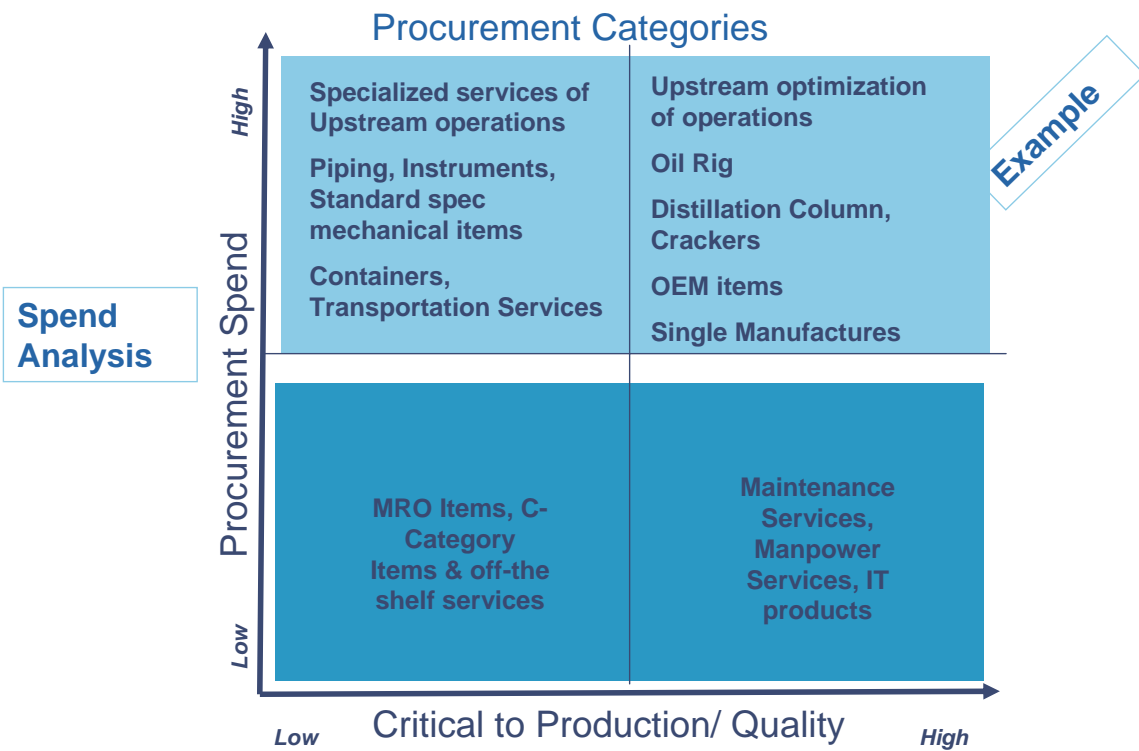 Procurement Categories
High
Specialized services of
Upstream operations
Piping, Instruments,
Standard spec
mechanical items
Containers,
Transportation Services
Upstream optimization
of operations
Oil Rig
Distillation Column,
Crackers
OEM items
Single Manufactures
Example
Spend
Analysis
Procurement Spend
MRO Items, C-
Category
Items & off-the
shelf services
Maintenance
Services,
Manpower
Services, IT
products
Low
Low
Critical to Production/ Quality
High